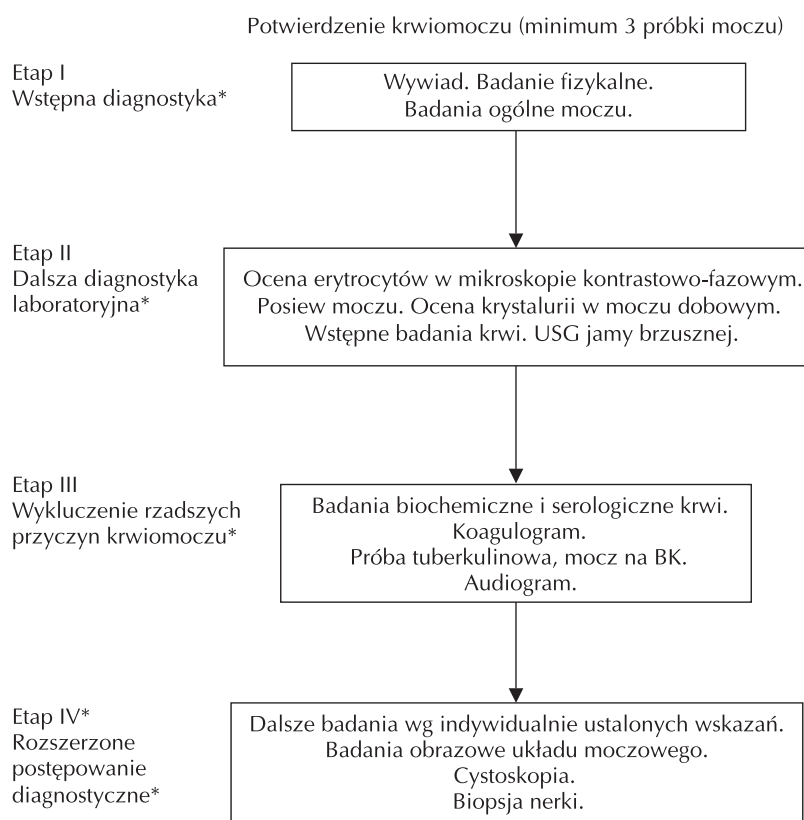 Potwierdzenie krwiomoczu (minimum 3 próbki moczu)
Etap I
Wstępna diagnostyka*
Wywiad. Badanie fizykalne.
Badania ogólne moczu.
Etap II
Dalsza diagnostyka
laboratoryjna*
Ocena erytrocytów w mikroskopie kontrastowo-fazowym.
Posiew moczu. Ocena krystalurii w moczu dobowym.
Wstępne badania krwi. USG jamy brzusznej.
Etap III
Wykluczenie rzadszych
przyczyn krwiomoczu*
Badania biochemiczne i serologiczne krwi.
Koagulogram.
Próba tuberkulinowa, mocz na BK.
Audiogram.
Etap IV*
Rozszerzone
postępowanie
diagnostyczne*
Dalsze badania wg indywidualnie ustalonych wskazań.
Badania obrazowe układu moczowego.
Cystoskopia.
Biopsja nerki.